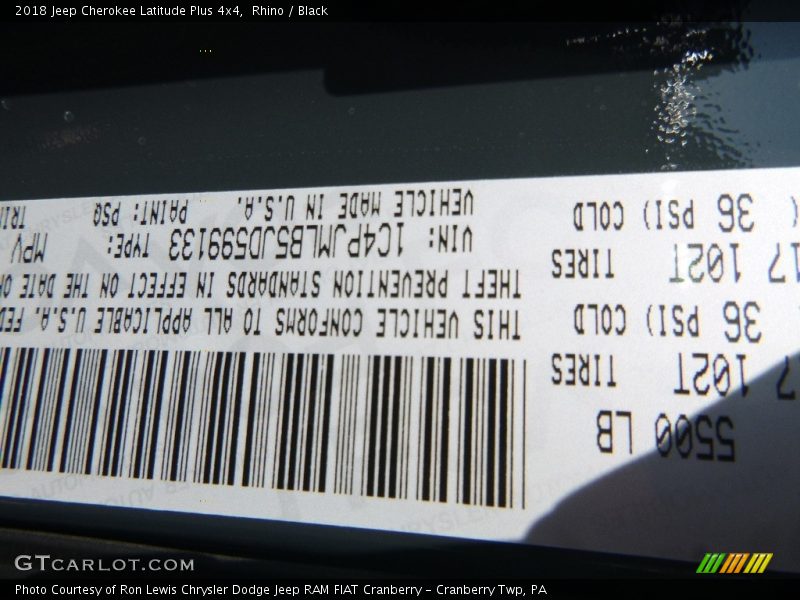 2018 Jeep Cherokee Latitude Plus 4x4,  Rhino / Black
5500 LB
7 102T TIRES
36 PSI) COLD
17 102T TIRES
36 PSI) COLD
THIS VEHICLE CONFORMS TO ALL APPLICABLE U.S.A. FED
THEFT PREVENTION STANDARDS IN EFFECT ON THE DATE O
VIN: 1C4PJMLB5JD599133 TYPE: MPV
VEHICLE MADE IN U.S.A. PAINT: PSQ TRIM
GTCARLOT.COM
Photo Courtesy of Ron Lewis Chrysler Dodge Jeep RAM FIAT Cranberry – Cranberry Twp, PA